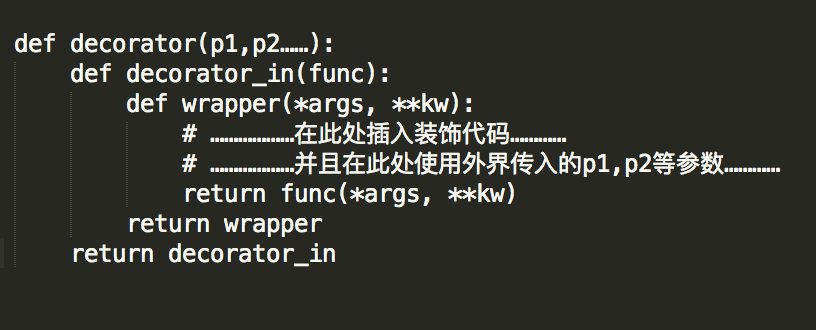 def decorator(p1,p2……):
    def decorator_in(func):
        def wrapper(*args, **kw):
            # ………………在此处插入装饰代码…………
            # ………………并且在此处使用外界传入的p1,p2等参数…………
            return func(*args, **kw)
        return wrapper
    return decorator_in